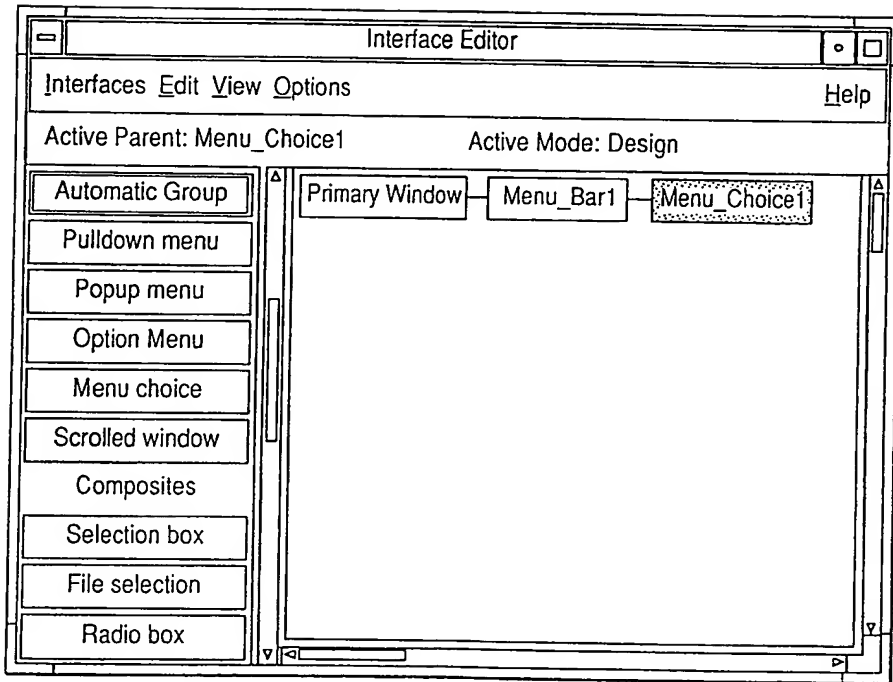 Interface Editor
Interfaces Edit View Options Help
Active Parent: Menu_Choice1 Active Mode: Design
Automatic Group
Pulldown menu
Popup menu
Option Menu
Menu choice
Scrolled window
Composites
Selection box
File selection
Radio box
Primary Window Menu_Bar1 Menu_Choice1